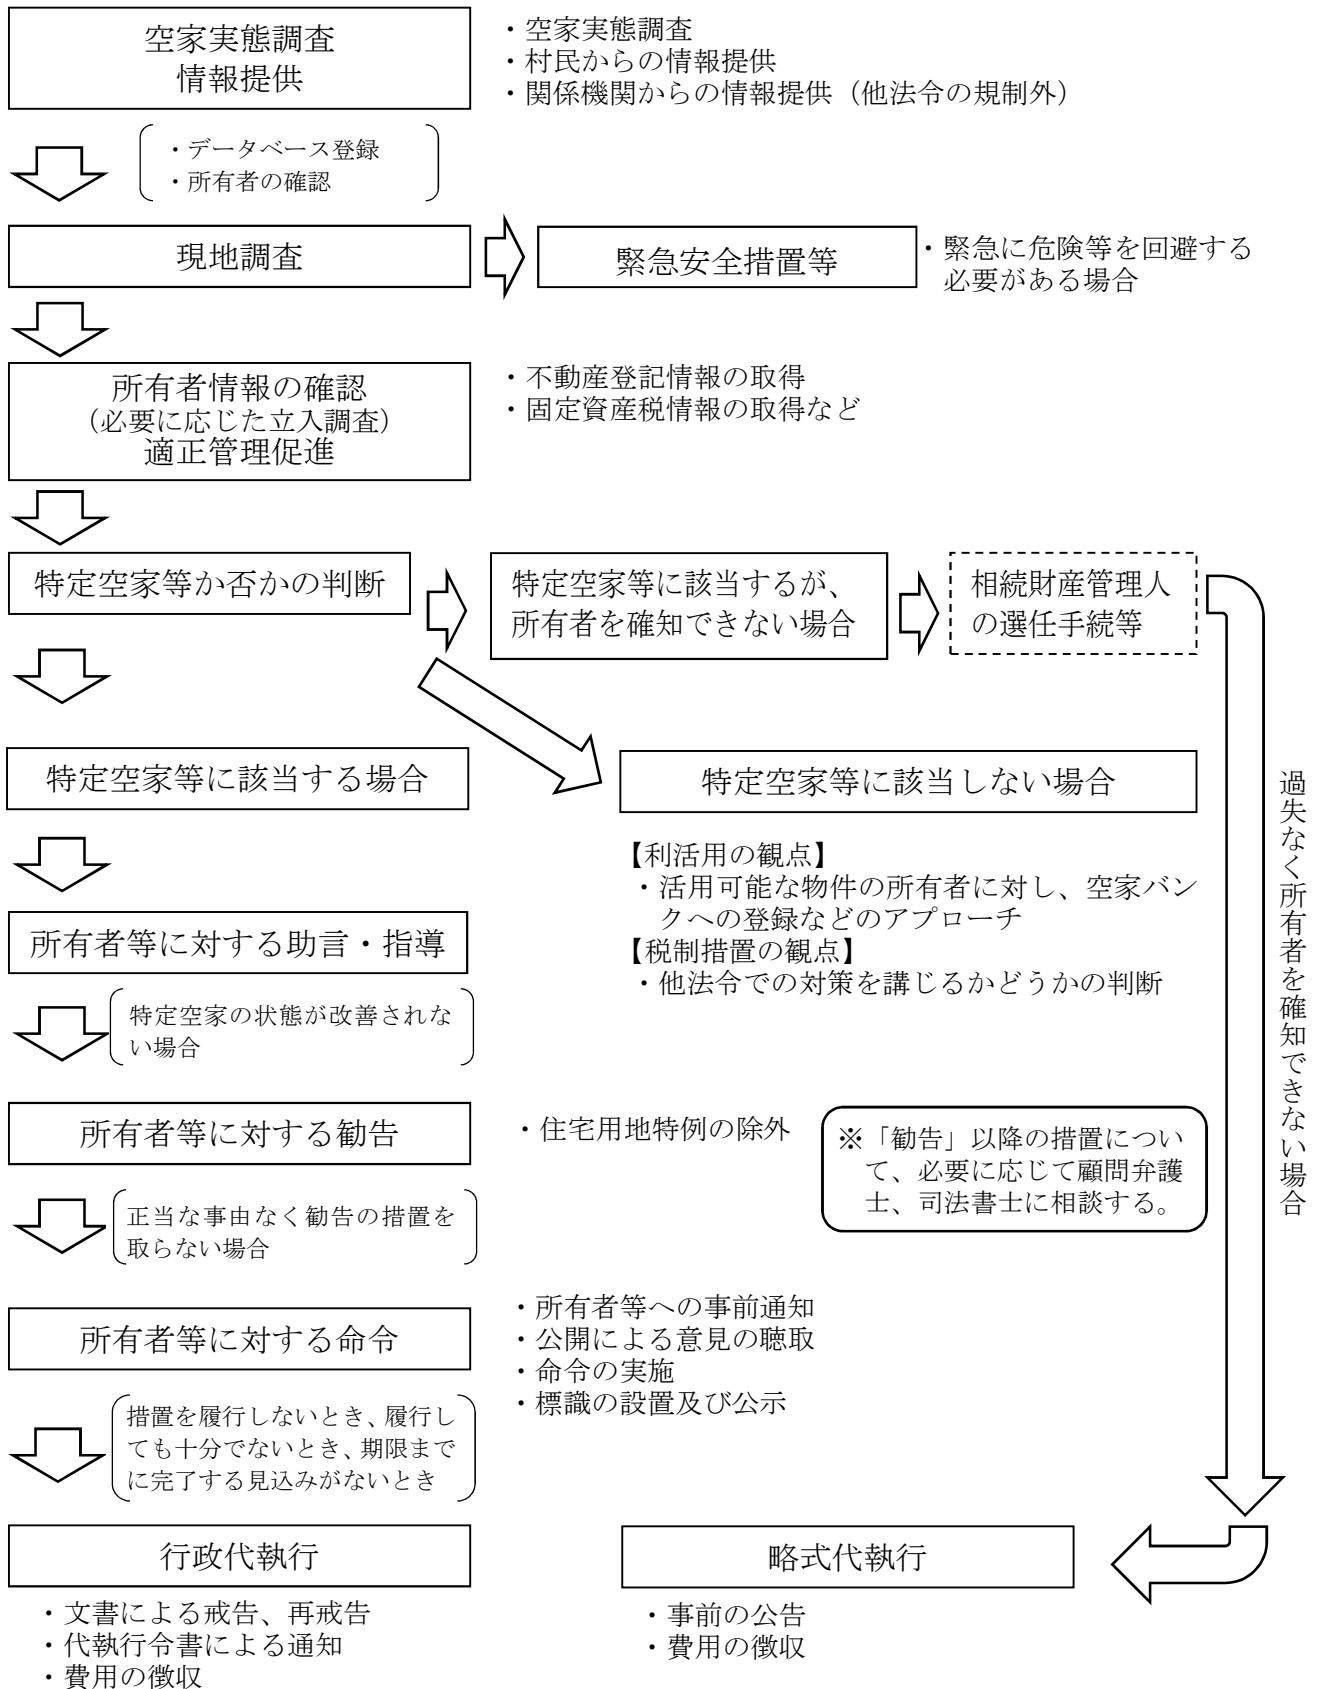 空家実態調査
情報提供
・空家実態調査
・村民からの情報提供
・関係機関からの情報提供（他法令の規制外）
・データベース登録
・所有者の確認
現地調査
緊急安全措置等
・緊急に危険等を回避する
必要がある場合
所有者情報の確認
（必要に応じた立入調査）
適正管理促進
・不動産登記情報の取得
・固定資産税情報の取得など
特定空家等か否かの判断
特定空家等に該当するが、
所有者を確知できない場合
相続財産管理人
の選任手続等
過失なく所有者を確知できない場合
特定空家等に該当する場合
特定空家等に該当しない場合
【利活用の観点】
・活用可能な物件の所有者に対し、空家バン
クへの登録などのアプローチ
【税制措置の観点】
・他法令での対策を講じるかどうかの判断
所有者等に対する助言・指導
特定空家の状態が改善されな
い場合
所有者等に対する勧告
・住宅用地特例の除外
※「勧告」以降の措置につい
て、必要に応じて顧問弁護
士、司法書士に相談する。
正当な事由なく勧告の措置を
取らない場合
所有者等に対する命令
・所有者等への事前通知
・公開による意見の聴取
・命令の実施
・標識の設置及び公示
措置を履行しないとき、履行し
ても十分でないとき、期限まで
に完了する見込みがないとき
行政代執行
・文書による戒告、再戒告
・代執行令書による通知
・費用の徴収
略式代執行
・事前の公告
・費用の徴収